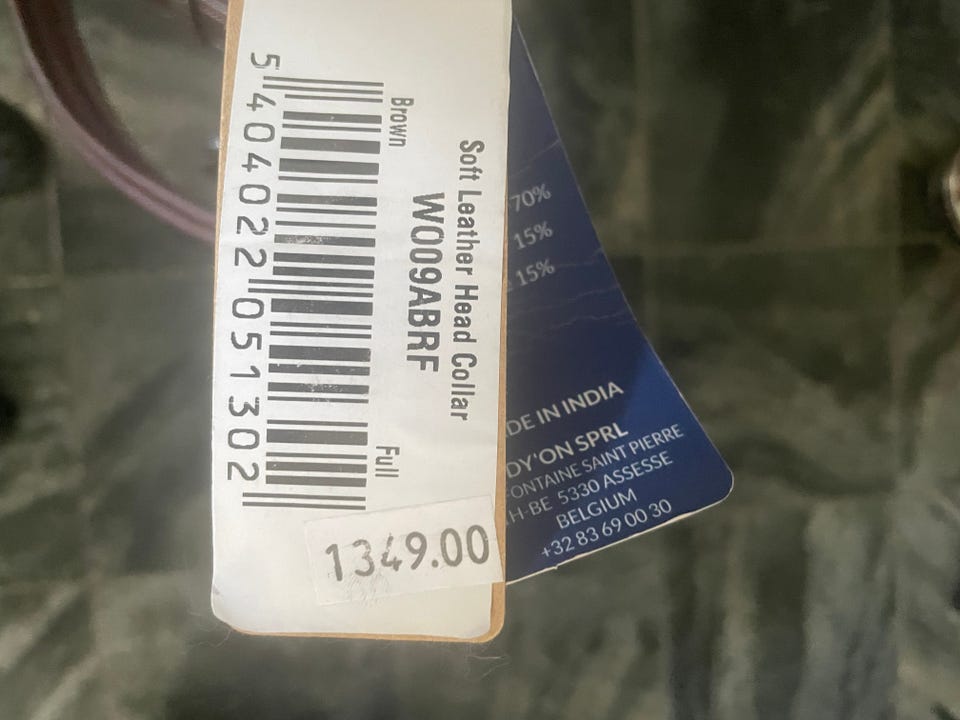 Soft Leather Head Collar
W009ABRF
Brown
Full
5 404022 051302
1349.00
70%
15%
15%
DE IN INDIA
DY'ON SPRL
FONTAINE SAINT PIERRE
H-BE 5330 ASSESSE
BELGIUM
+32 83 69 00 30